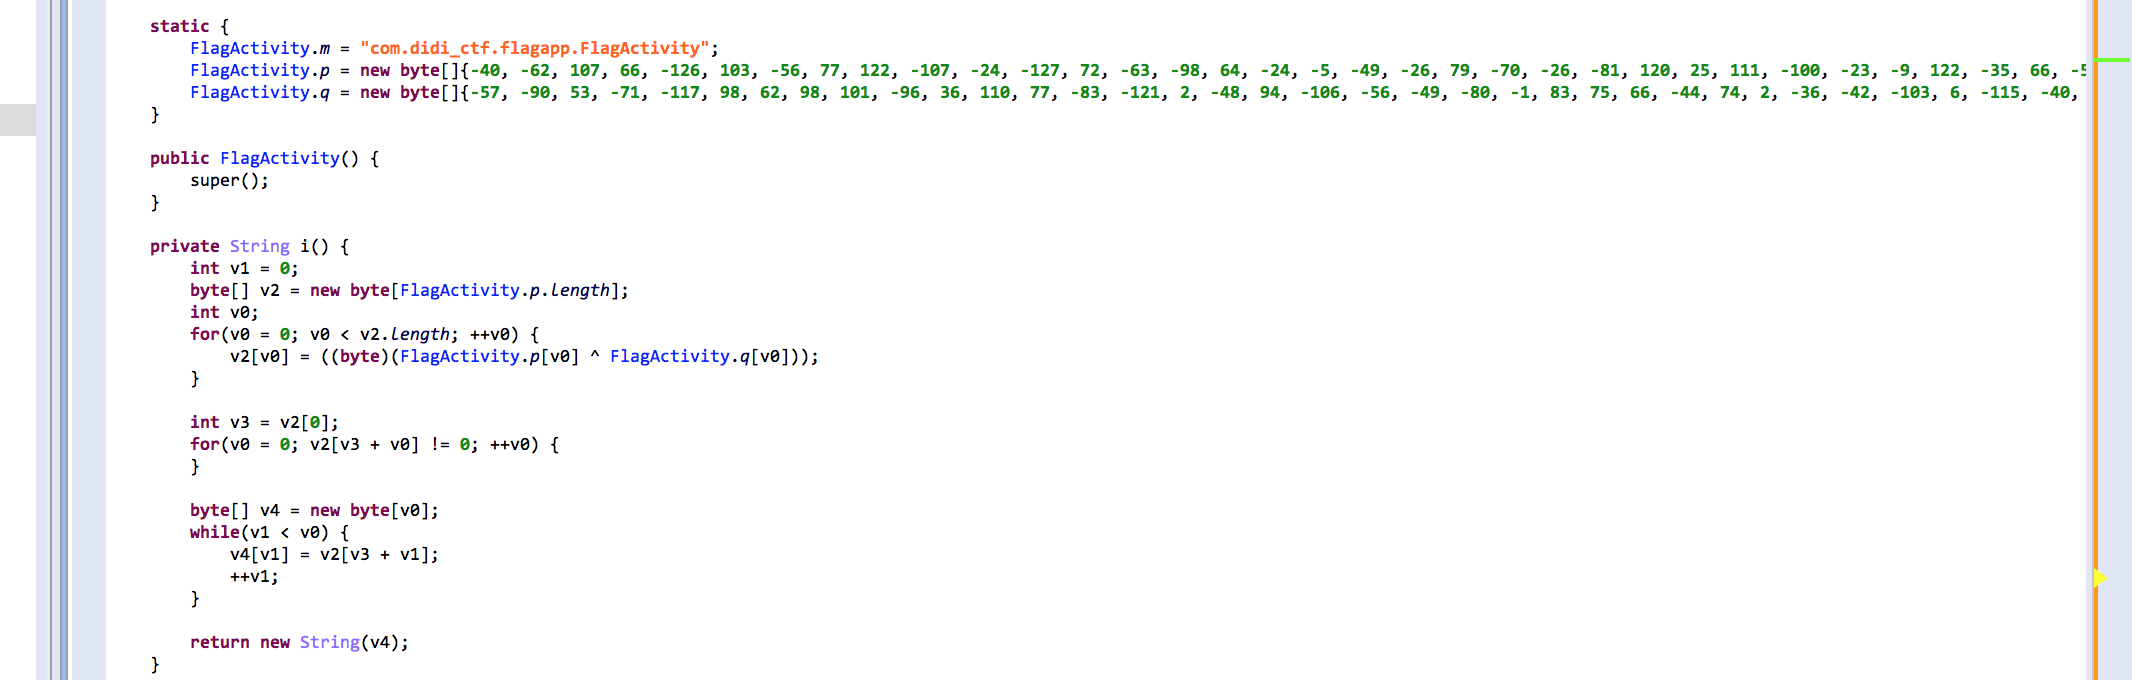 static {
FlagActivity.m = "com.didi_ctf.flagapp.FlagActivity";
FlagActivity.p = new byte[]{-40, -62, 107, 66, -126, 103, -56, 77, 122, -107, -24, -127, 72, -63, -98, 64, -24, -5, -49, -26, 79, -70, -26, -81, 120, 25, 111, -100, -23, -9, 122, -35, 66, -5
FlagActivity.q = new byte[]{-57, -90, 53, -71, -117, 98, 62, 98, 101, -96, 36, 110, 77, -83, -121, 2, -48, 94, -106, -56, -49, -80, -1, 83, 75, 66, -44, 74, 2, -36, -42, -103, 6, -115, -40,
}
public FlagActivity() {
super();
}
private String i() {
int v1 = 0;
byte[] v2 = new byte[FlagActivity.p.length];
int v0;
for(v0 = 0; v0 < v2.length; ++v0) {
v2[v0] = ((byte)(FlagActivity.p[v0] ^ FlagActivity.q[v0]));
}
int v3 = v2[0];
for(v0 = 0; v2[v3 + v0] != 0; ++v0) {
}
byte[] v4 = new byte[v0];
while(v1 < v0) {
v4[v1] = v2[v3 + v1];
++v1;
}
return new String(v4);
}